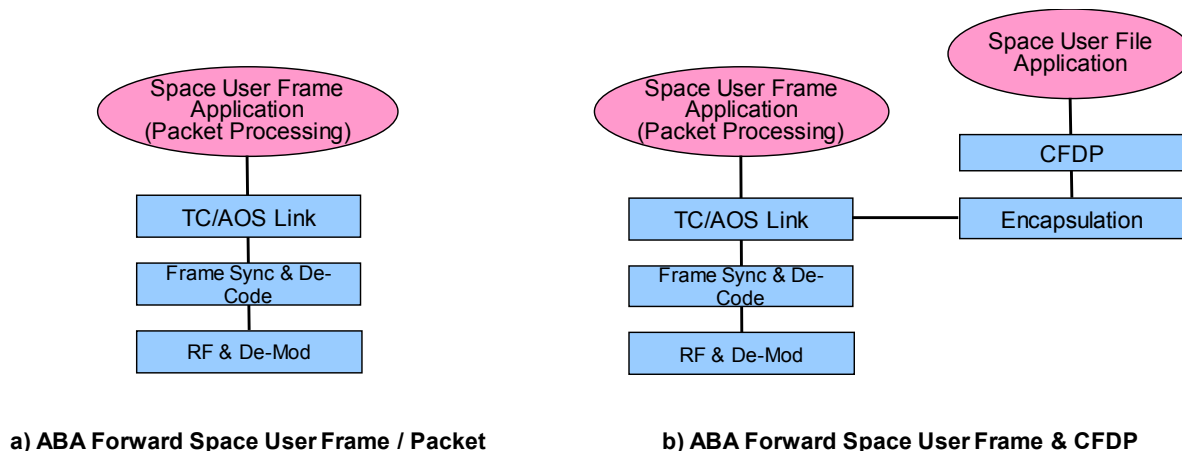 Space User Frame
Application
(Packet Processing)
TC/AOS Link
Frame Sync & De-
Code
RF & De-Mod
a) ABA Forward Space User Frame / Packet
Space User File
Application
Space User Frame
Application
(Packet Processing)
CFDP
TC/AOS Link
Encapsulation
Frame Sync & De-
Code
RF & De-Mod
b) ABA Forward Space User Frame & CFDP